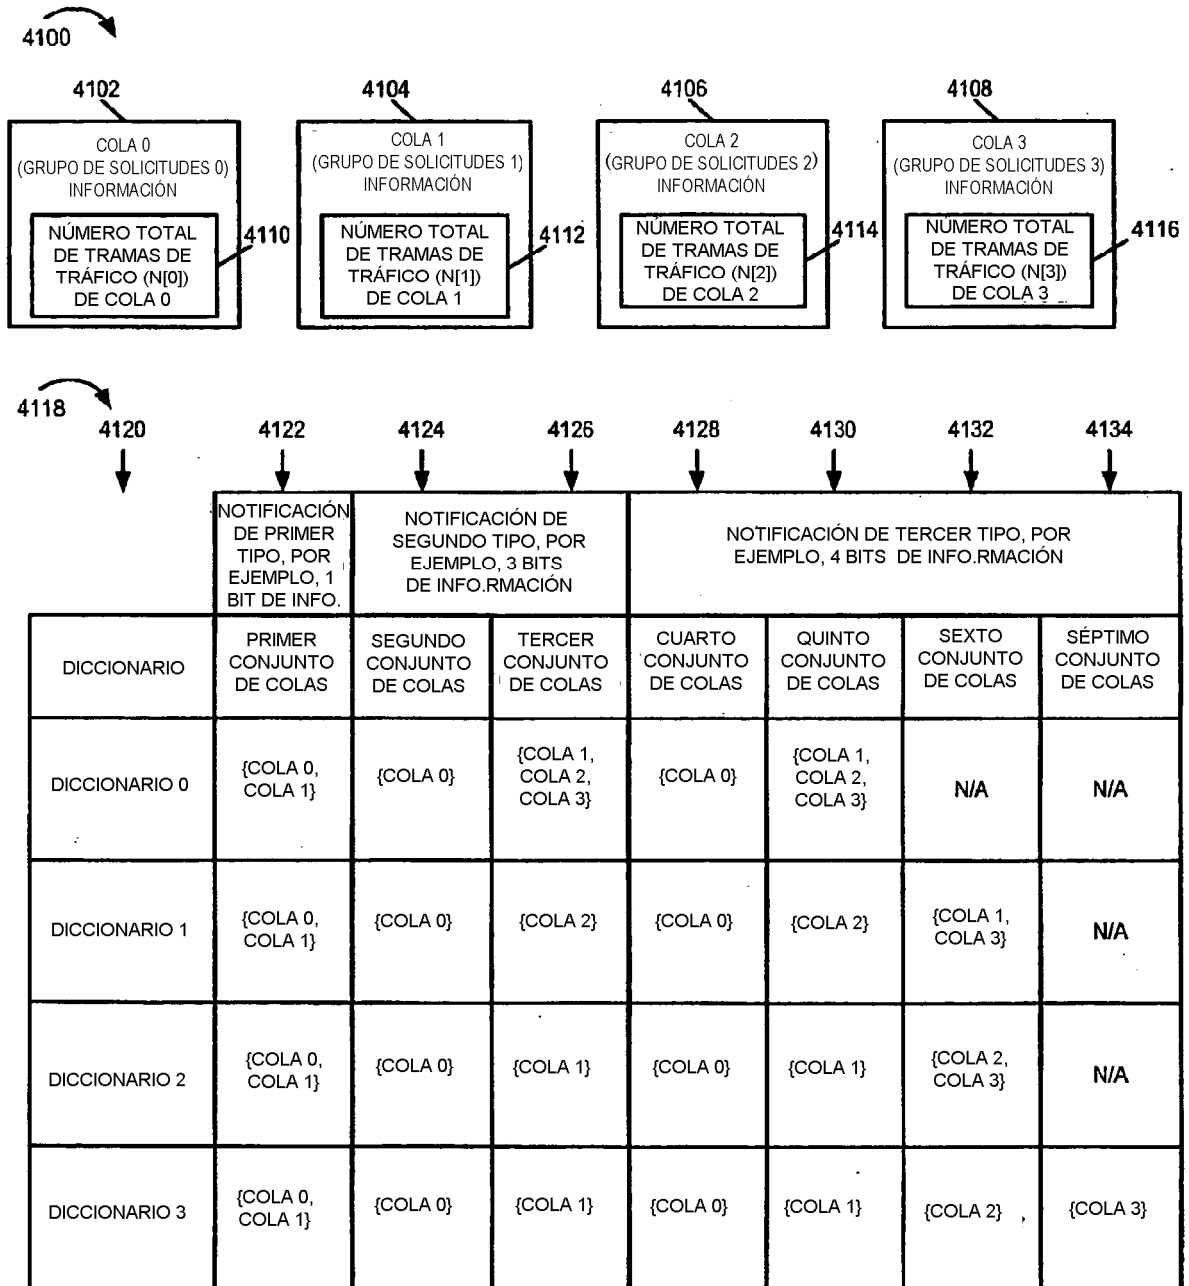 4100
4102
4104
4106
4108
COLA 0
(GRUPO DE SOLICITUDES 0)
INFORMACIÓN
NÚMERO TOTAL
DE TRAMAS DE
TRÁFICO (N[0])
DE COLA 0
4110
COLA 1
(GRUPO DE SOLICITUDES 1)
INFORMACIÓN
NÚMERO TOTAL
DE TRAMAS DE
TRÁFICO (N[1])
DE COLA 1
4112
COLA 2
(GRUPO DE SOLICITUDES 2)
INFORMACIÓN
NÚMERO TOTAL
DE TRAMAS DE
TRÁFICO (N[2])
DE COLA 2
4114
COLA 3
(GRUPO DE SOLICITUDES 3)
INFORMACIÓN
NÚMERO TOTAL
DE TRAMAS DE
TRÁFICO (N[3])
DE COLA 3
4116
4118
4120
4122
4124
4126
4128
4130
4132
4134
NOTIFICACIÓN
DE PRIMER
TIPO, POR
EJEMPLO, 1
BIT DE INFO.
NOTIFICACIÓN DE
SEGUNDO TIPO, POR
EJEMPLO, 3 BITS
DE INFO.RMACIÓN
NOTIFICACIÓN DE TERCER TIPO, POR
EJEMPLO, 4 BITS DE INFO.RMACIÓN
DICCIONARIO
PRIMER
CONJUNTO
DE COLAS
SEGUNDO
CONJUNTO
DE COLAS
TERCER
CONJUNTO
DE COLAS
CUARTO
CONJUNTO
DE COLAS
QUINTO
CONJUNTO
DE COLAS
SEXTO
CONJUNTO
DE COLAS
SÉPTIMO
CONJUNTO
DE COLAS
DICCIONARIO 0
{COLA 0,
COLA 1}
{COLA 0}
{COLA 1,
COLA 2,
COLA 3}
{COLA 0}
{COLA 1,
COLA 2,
COLA 3}
N/A
N/A
DICCIONARIO 1
{COLA 0,
COLA 1}
{COLA 0}
{COLA 2}
{COLA 0}
{COLA 2}
{COLA 1,
COLA 3}
N/A
DICCIONARIO 2
{COLA 0,
COLA 1}
{COLA 0}
{COLA 1}
{COLA 0}
{COLA 1}
{COLA 2,
COLA 3}
N/A
DICCIONARIO 3
{COLA 0,
COLA 1}
{COLA 0}
{COLA 1}
{COLA 0}
{COLA 1}
{COLA 2}
{COLA 3}